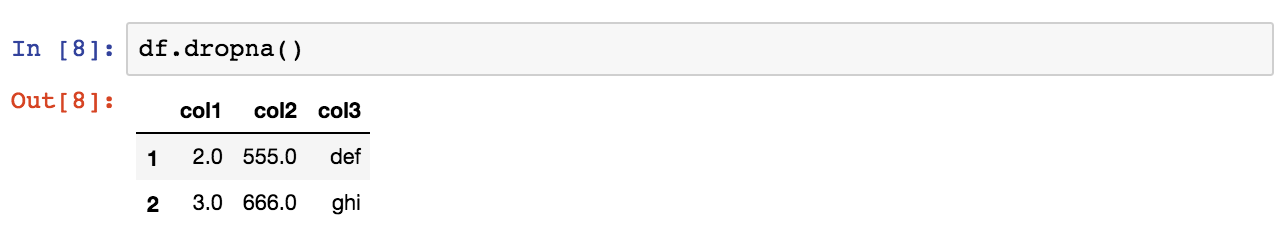 In [8]: df.dropna()
Out[8]:
col1 col2 col3
1 2.0 555.0 def
2 3.0 666.0 ghi